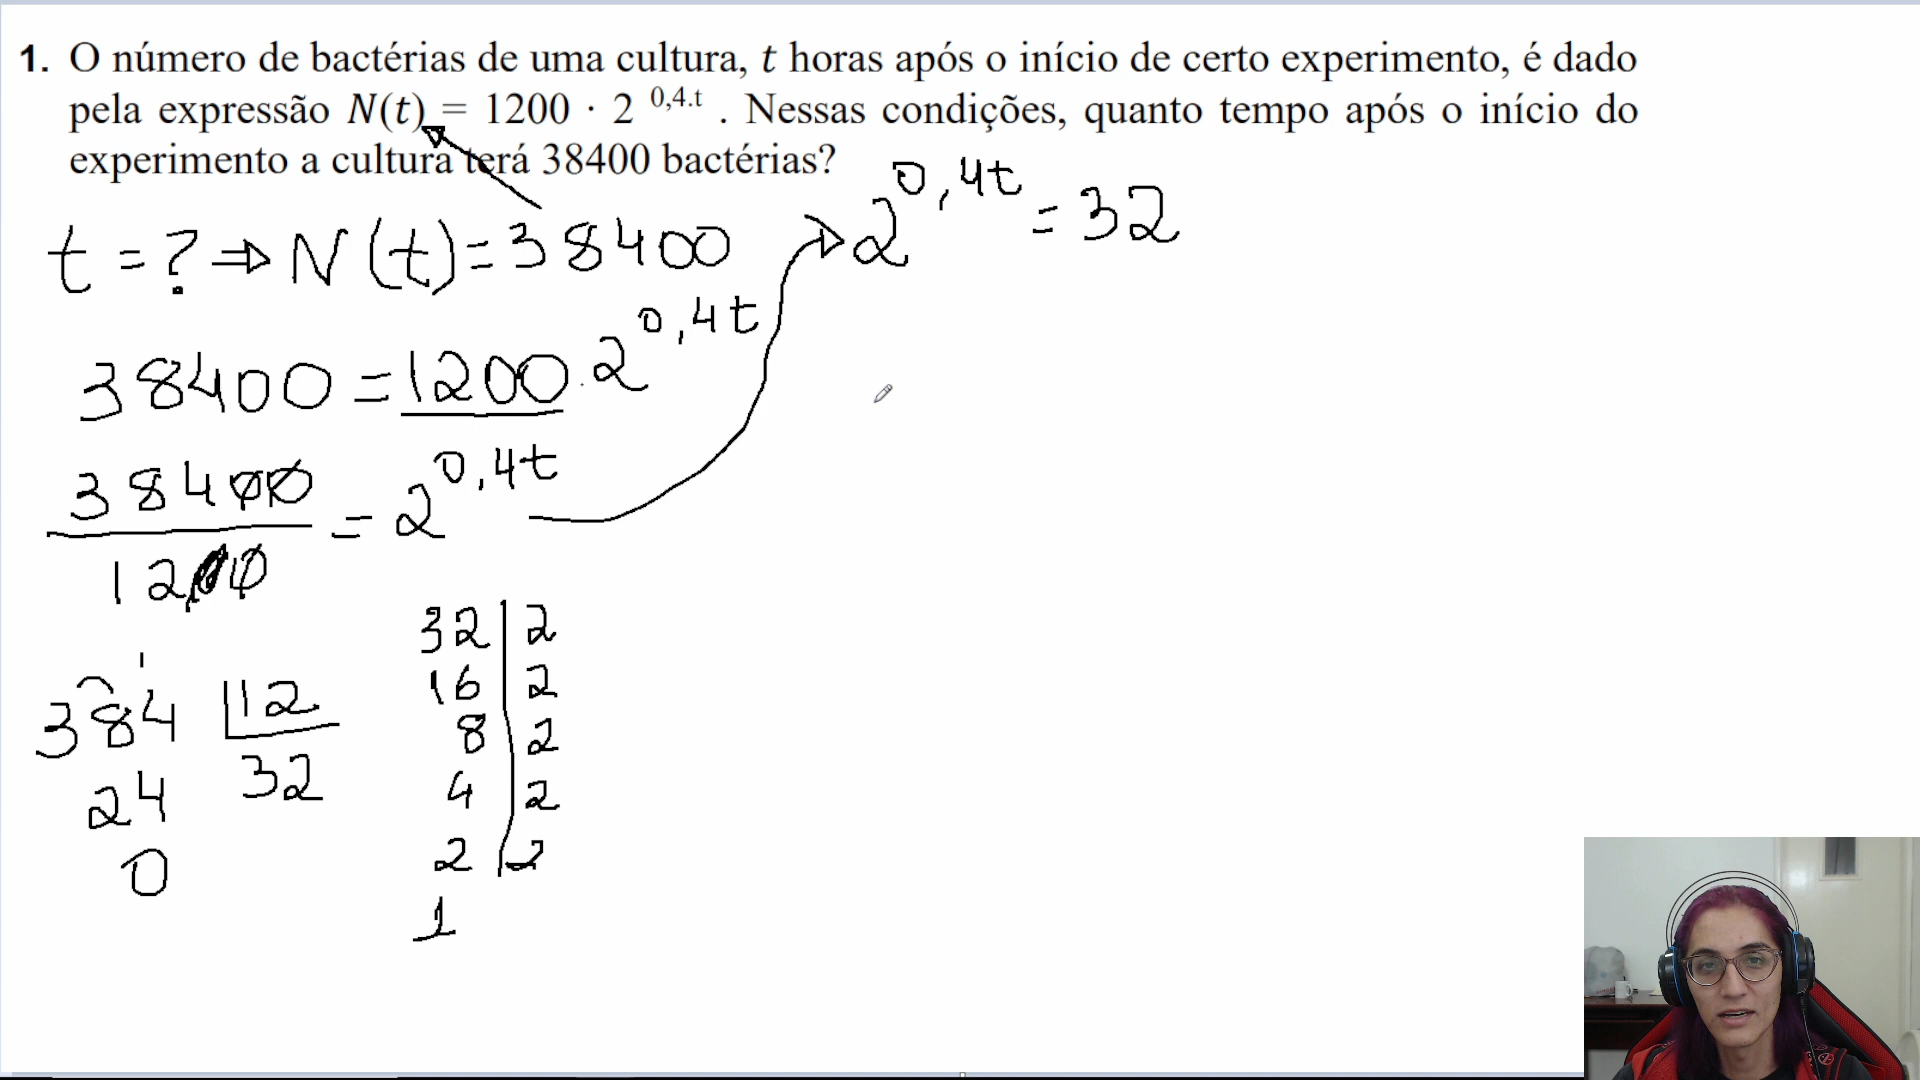 1. O número de bactérias de uma cultura, t horas após o início de certo experimento, é dado
pela expressão N(t) = 1200 · 2 ^0,4.t . Nessas condições, quanto tempo após o início do
experimento a cultura terá 38400 bactérias?
t = ? ⇒ N(t) = 38400
38400 = 1200 . 2^0,4t
38400
1200
= 2^0,4t
2^0,4t = 32
1
384 12
24 32
0
32 2
16 2
8 2
4 2
2 2
1